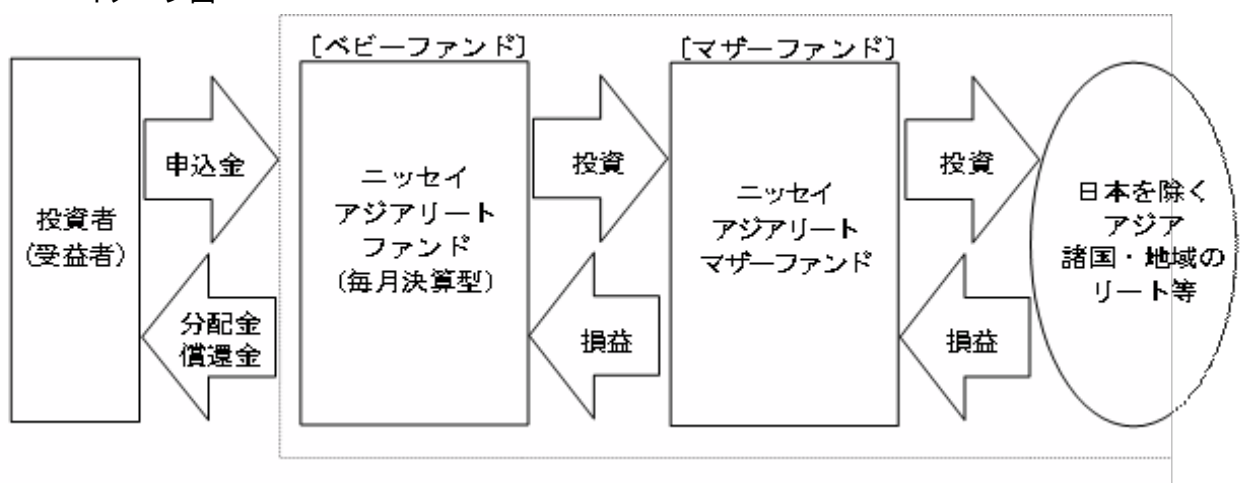 ［ベビーファンド］
［マザーファンド］
投資者
（受益者）
申込金
分配金
償還金
ニッセイ
アジアリート
ファンド
（毎月決算型）
投資
損益
ニッセイ
アジアリート
マザーファンド
投資
損益
日本を除く
アジア
諸国・地域の
リート等